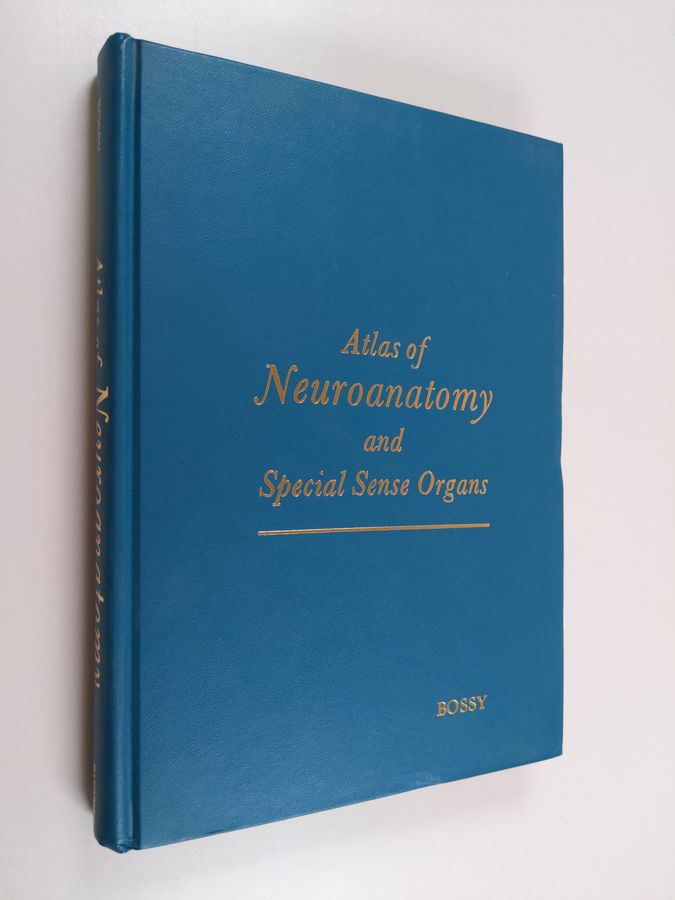 Atlas of
Neuroanatomy
and
Special Sense Organs
BOSSY
Atlas of Neuroanatomy